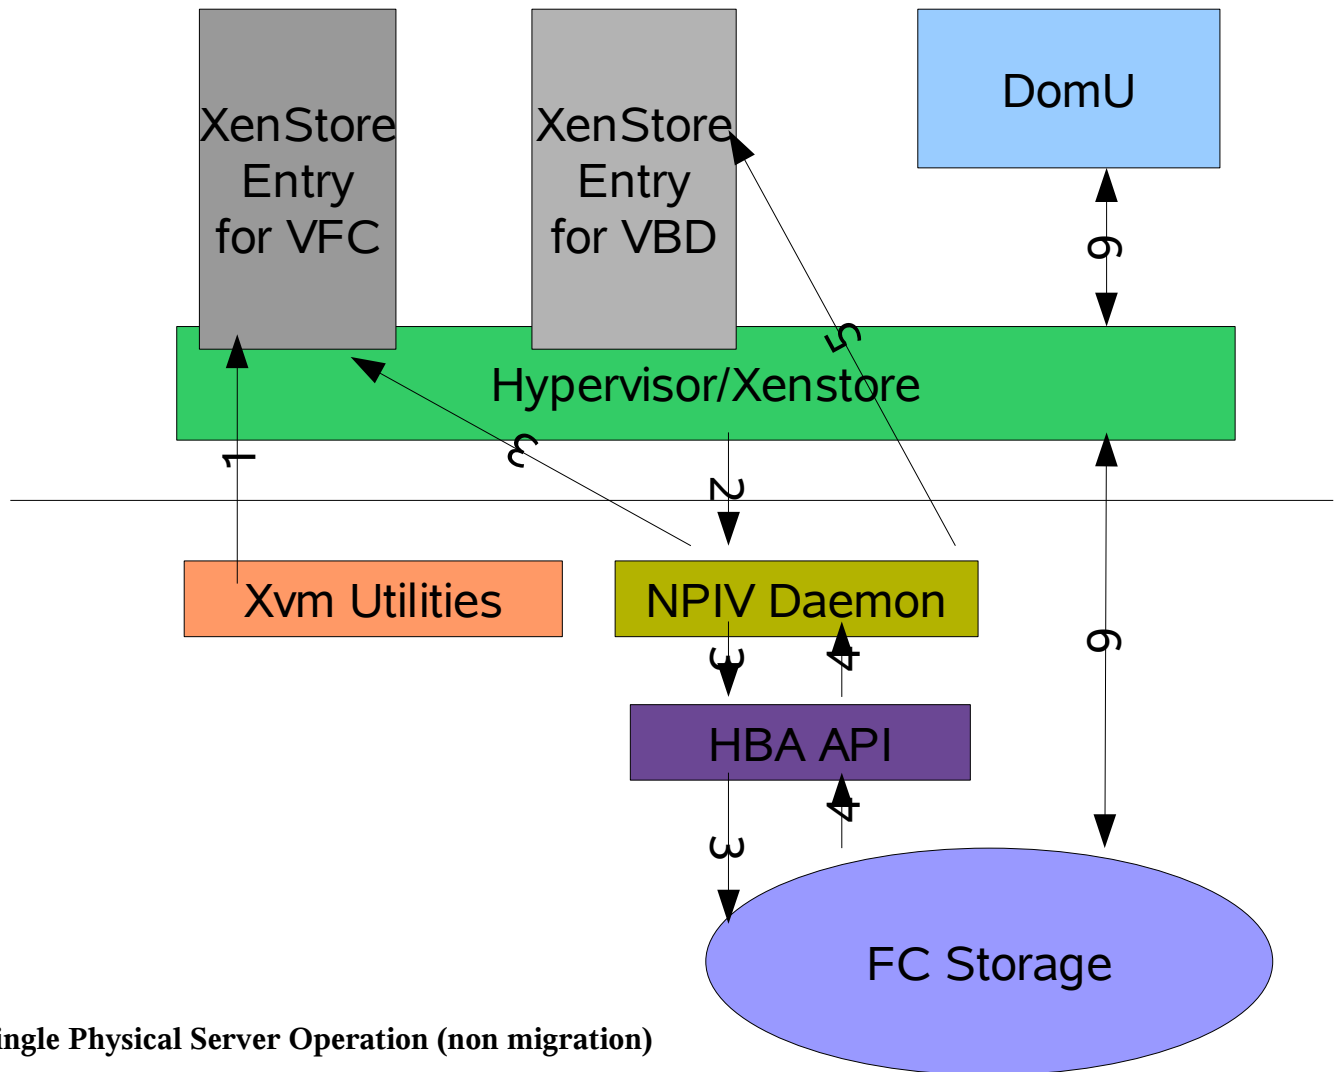 XenStore
Entry
for VFC
XenStore
Entry
for VBD
DomU
6
5
Hypervisor/Xenstore
1
3
2
Xvm Utilities
NPIV Daemon
6
3
4
HBA API
4
3
FC Storage
ingle Physical Server Operation (non migration)